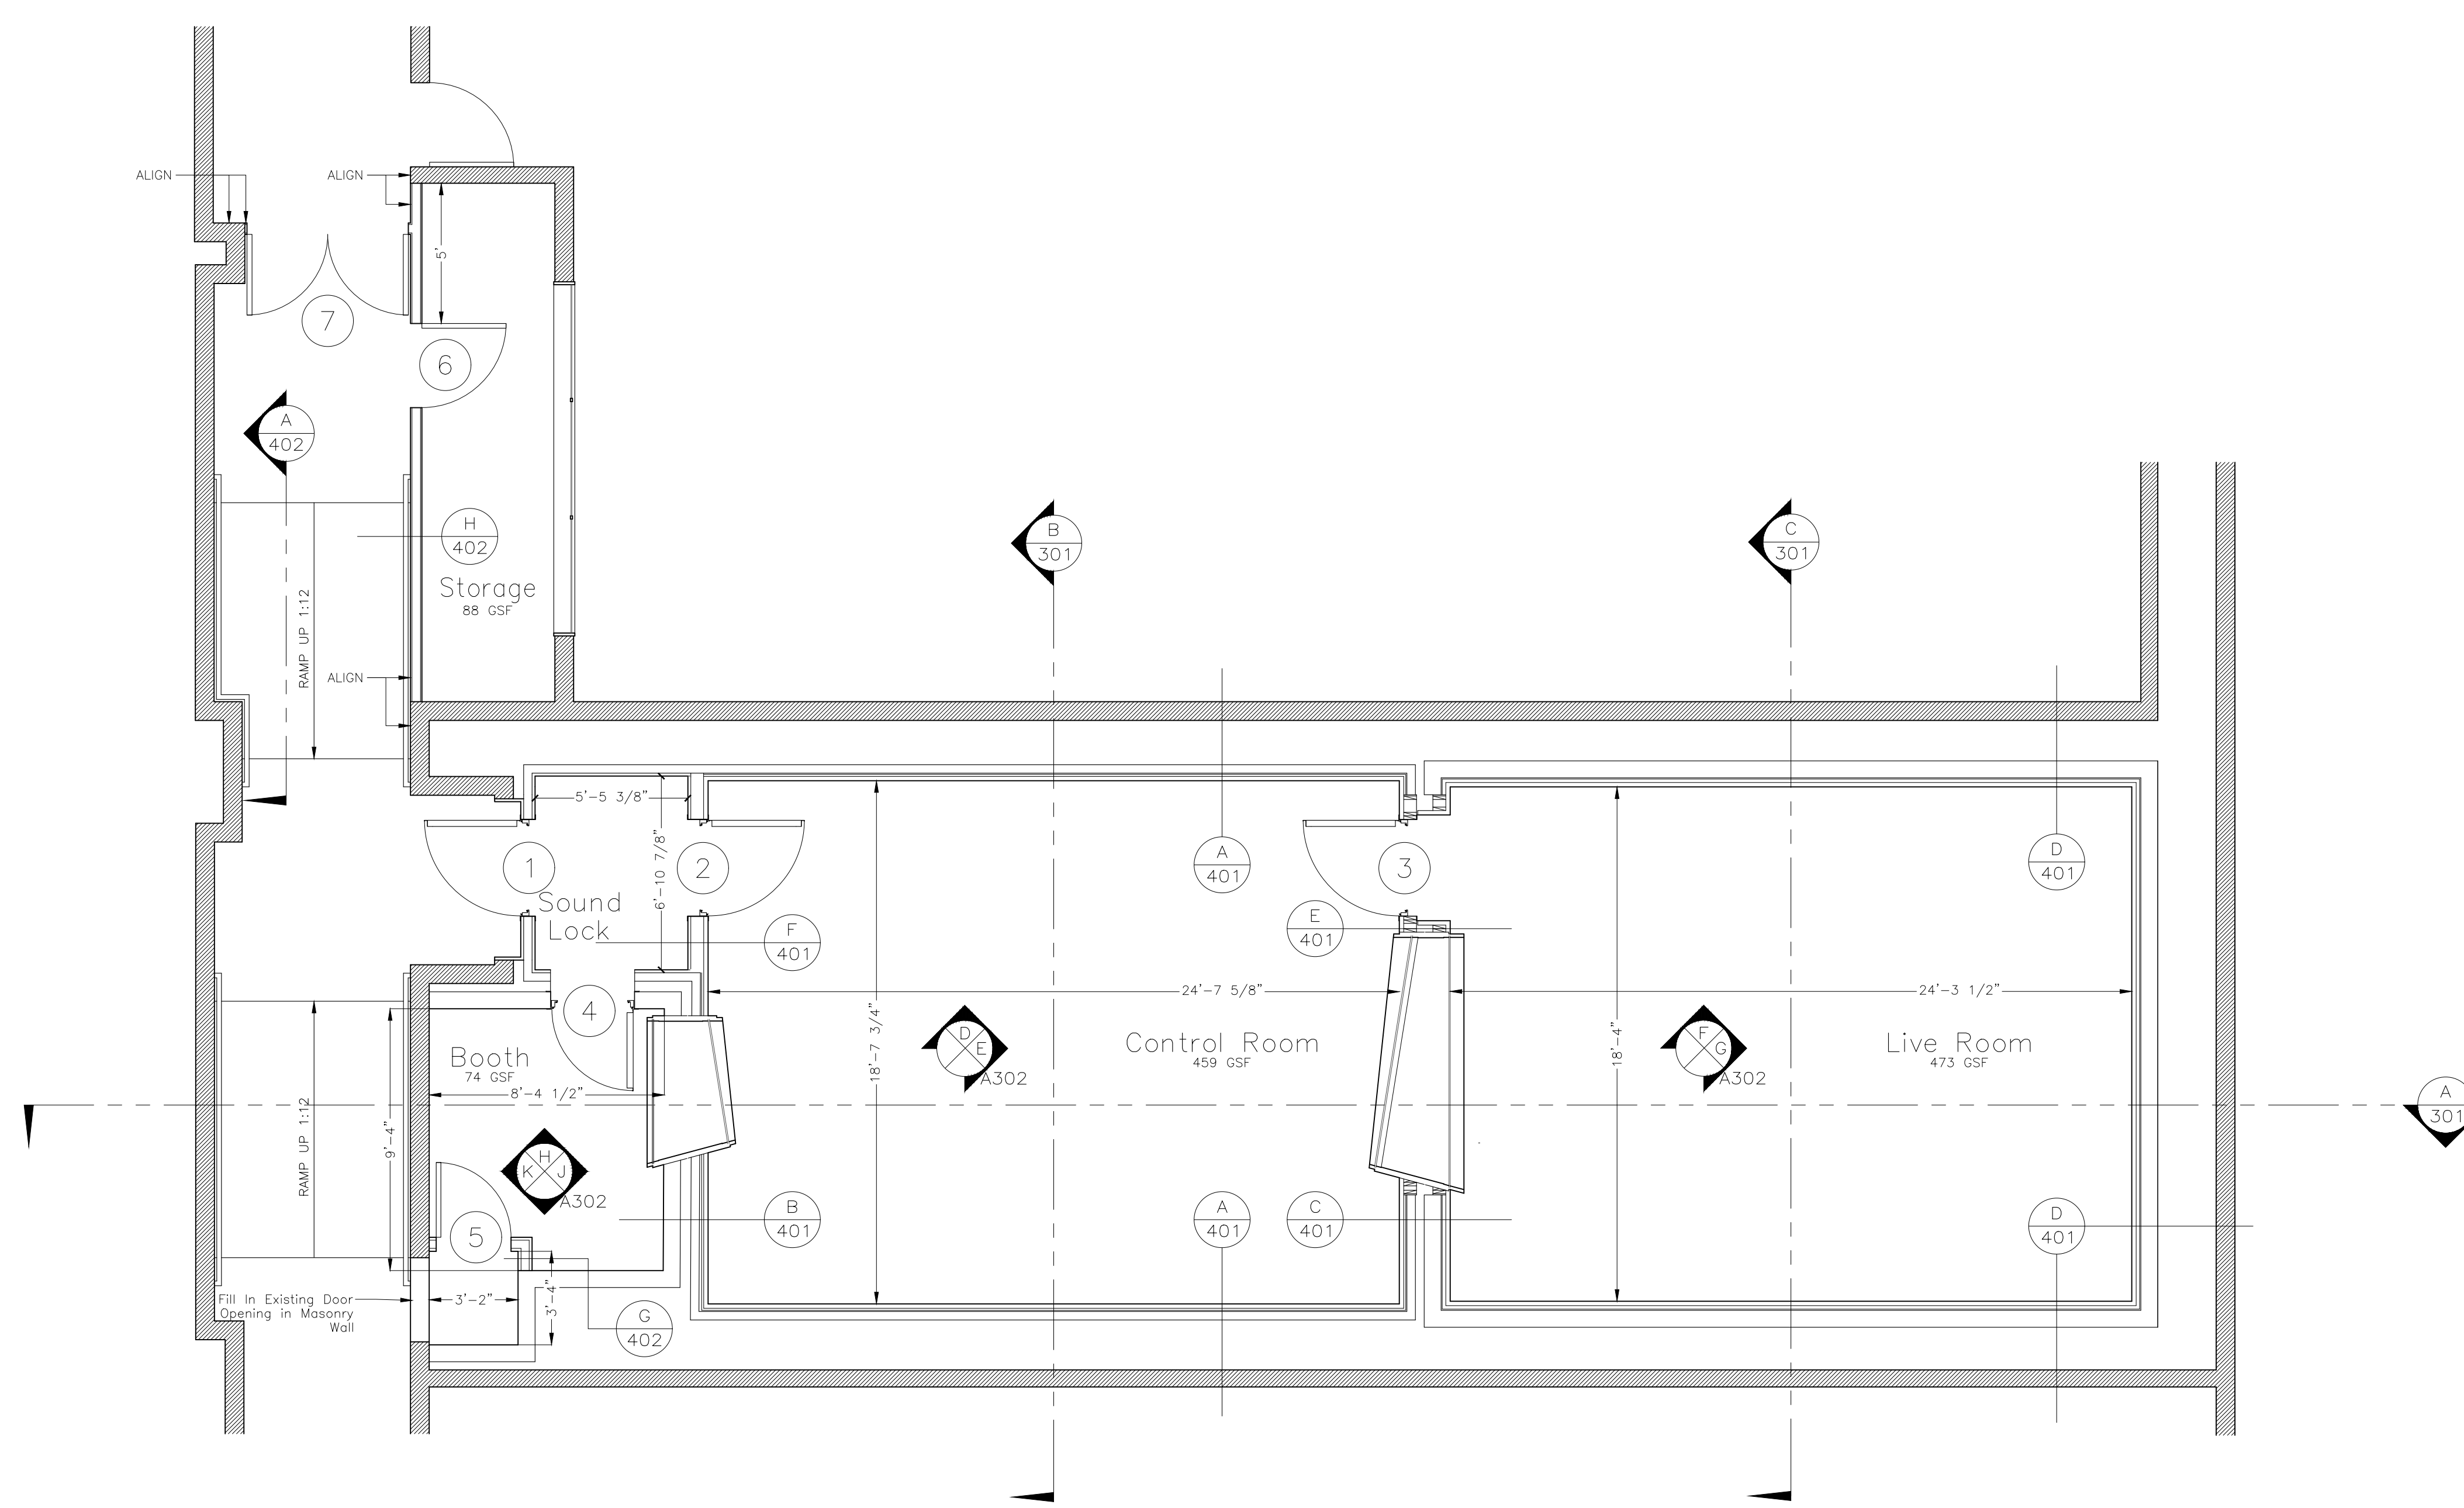 ALIGN
ALIGN
5'
7
6
A
402
H
402
B
301
C
301
Storage
88 GSF
RAMP UP 1:12
ALIGN
5'-5 3/8"
6'-10 7/8"
1
2
3
A
401
D
401
Sound
Lock
F
401
E
401
24'-7 5/8"
24'-3 1/2"
4
18'-7 3/4"
18'-4"
D
E
A302
F
G
A302
Control Room
459 GSF
Live Room
473 GSF
Booth
74 GSF
8'-4 1/2"
A
301
RAMP UP 1:12
9'-4"
H
K
J
A302
B
401
A
401
C
401
D
401
5
Fill In Existing Door
Opening in Masonry
Wall
3'-2"
3'-4"
G
402